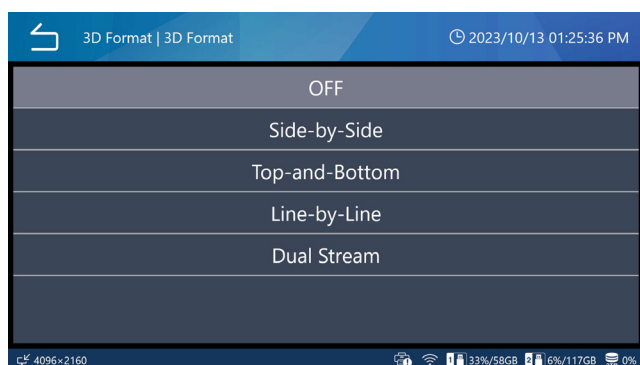 3D Format | 3D Format
2023/10/13 01:25:36 PM
OFF
Side-by-Side
Top-and-Bottom
Line-by-Line
Dual Stream
4096×2160
1 33%/58GB 2 6%/117GB 0%